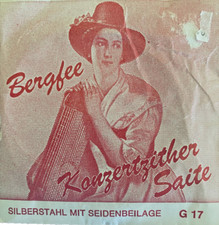 Bergfee
Konzertzither
Saite
SILBERSTAHL MIT SEIDENBEILAGE G 17